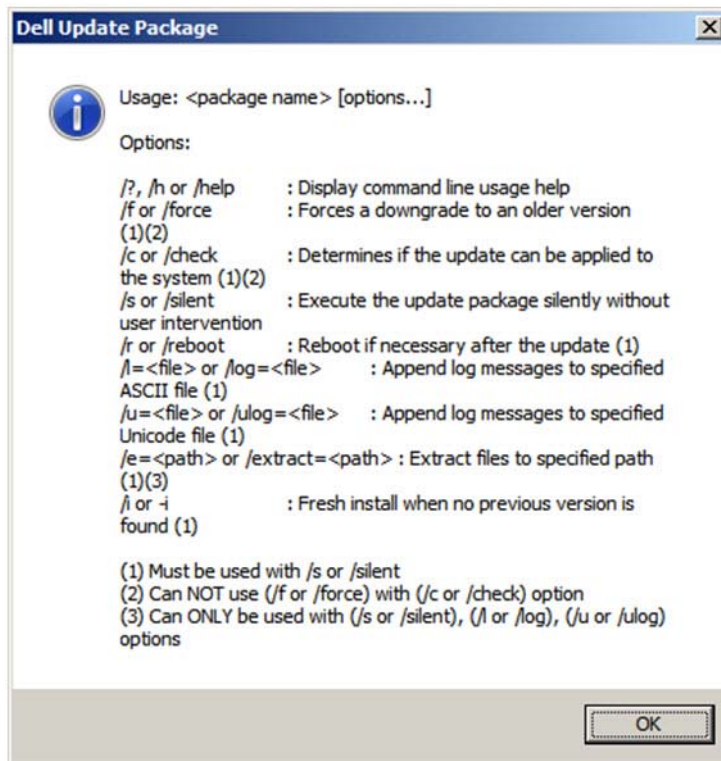 Dell Update Package
Usage: <package name> [options...]
Options:
/?, /h or /help : Display command line usage help
/f or /force : Forces a downgrade to an older version
(1)(2)
/c or /check : Determines if the update can be applied to
the system (1)(2)
/s or /silent : Execute the update package silently without
user intervention
/r or /reboot : Reboot if necessary after the update (1)
/l=<file> or /log=<file> : Append log messages to specified
ASCII file (1)
/u=<file> or /ulog=<file> : Append log messages to specified
Unicode file (1)
/e=<path> or /extract=<path> : Extract files to specified path
(1)(3)
/i or -i : Fresh install when no previous version is
found (1)
(1) Must be used with /s or /silent
(2) Can NOT use (/f or /force) with (/c or /check) option
(3) Can ONLY be used with (/s or /silent), (/l or /log), (/u or /ulog)
options
OK